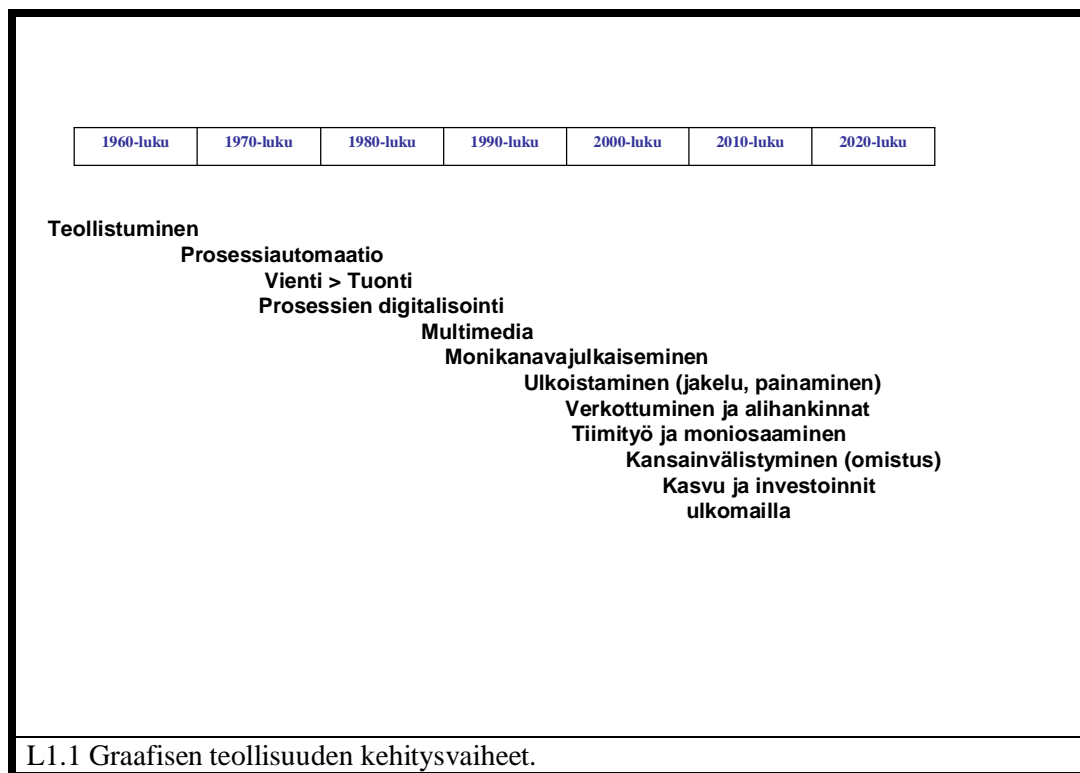 1960-luku 1970-luku 1980-luku 1990-luku 2000-luku 2010-luku 2020-luku
Teollistuminen
Prosessiautomaatio
Vienti > Tuonti
Prosessien digitalisointi
Multimedia
Monikanavajulkaiseminen
Ulkoistaminen (jakelu, painaminen)
Verkottuminen ja alihankinnat
Tiimityö ja moniosaaminen
Kansainvälistyminen (omistus)
Kasvu ja investoinnit
ulkomailla
L1.1 Graafisen teollisuuden kehitysvaiheet.